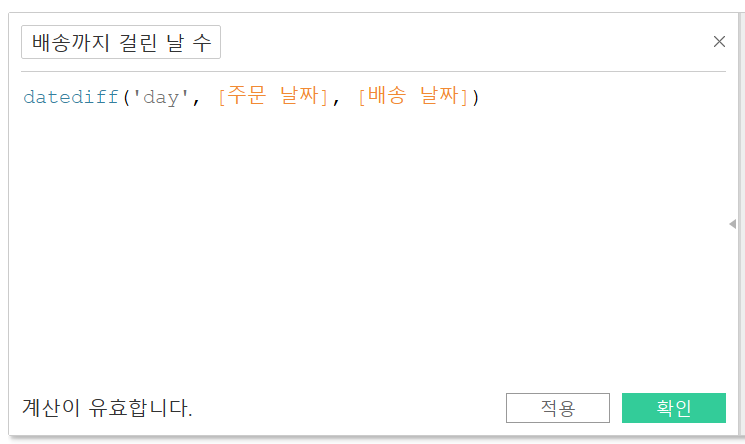 배송까지 걸린 날 수
datediff('day', [주문 날짜], [배송 날짜])
계산이 유효합니다.
적용
확인